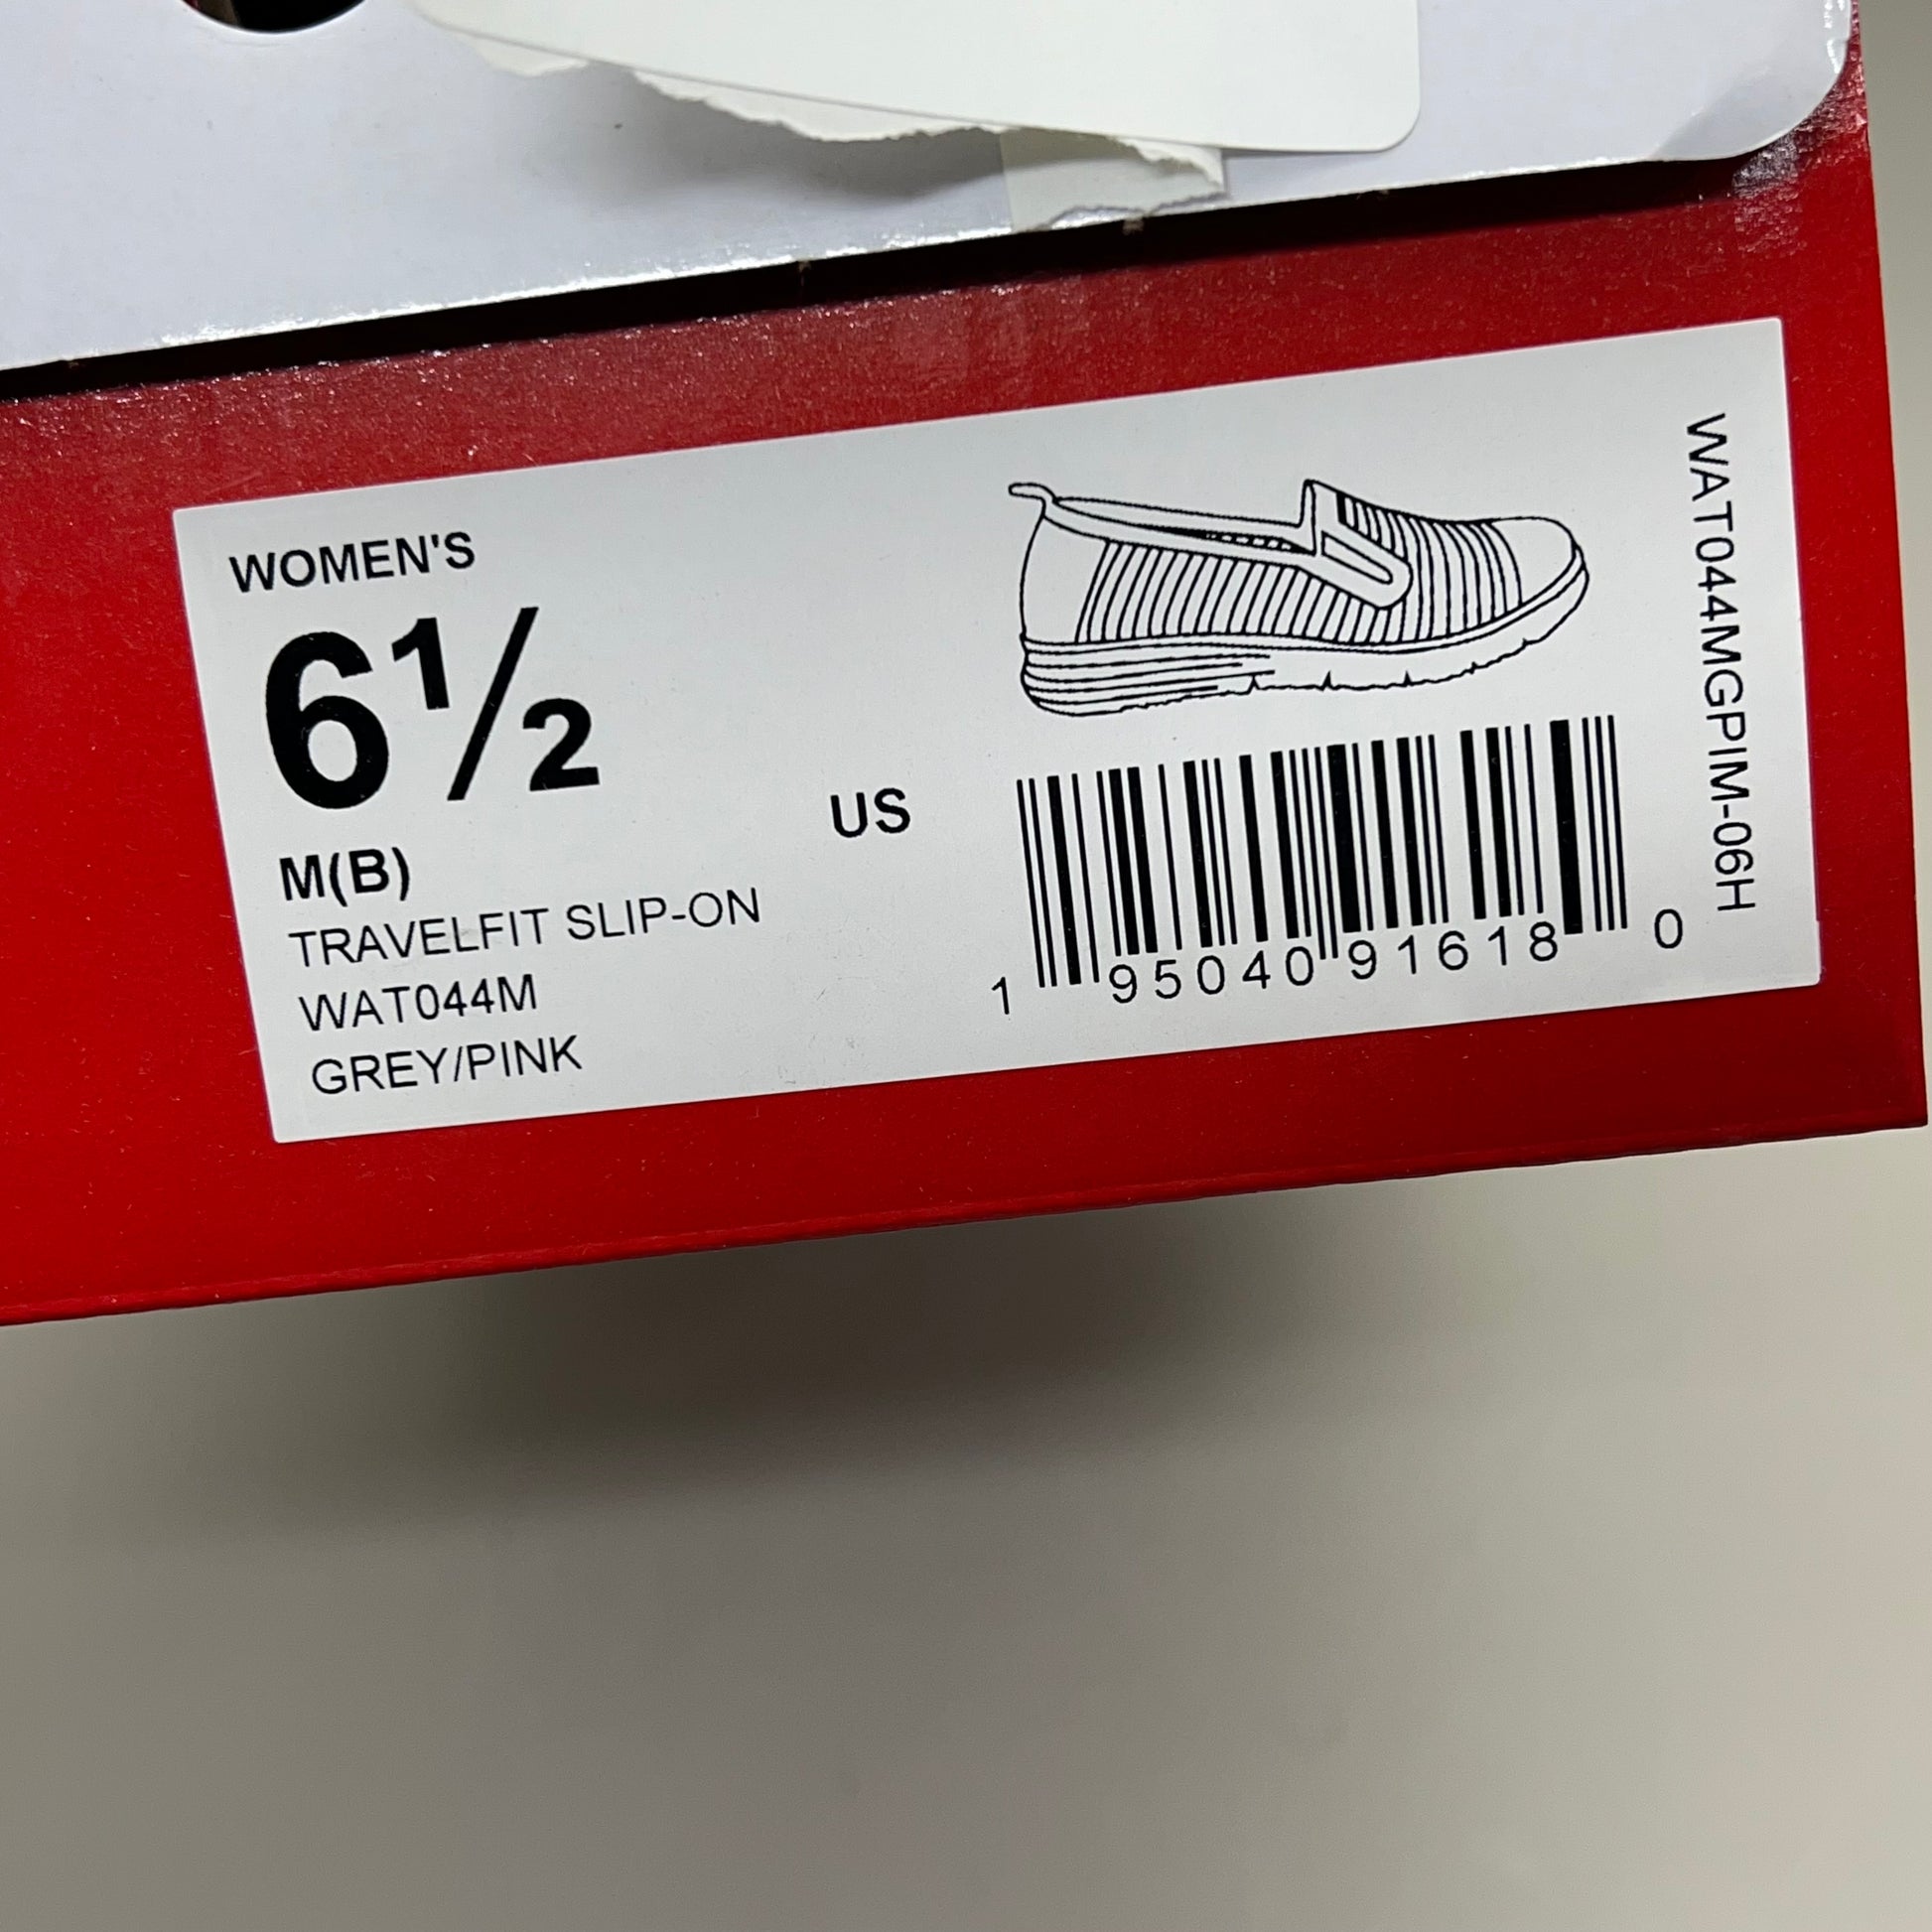 WOMEN'S
6½
M(B)
US
TRAVELFIT SLIP-ON
WAT044M
GREY/PINK
1 95040 91618 0
WAT044MGPIM-06H